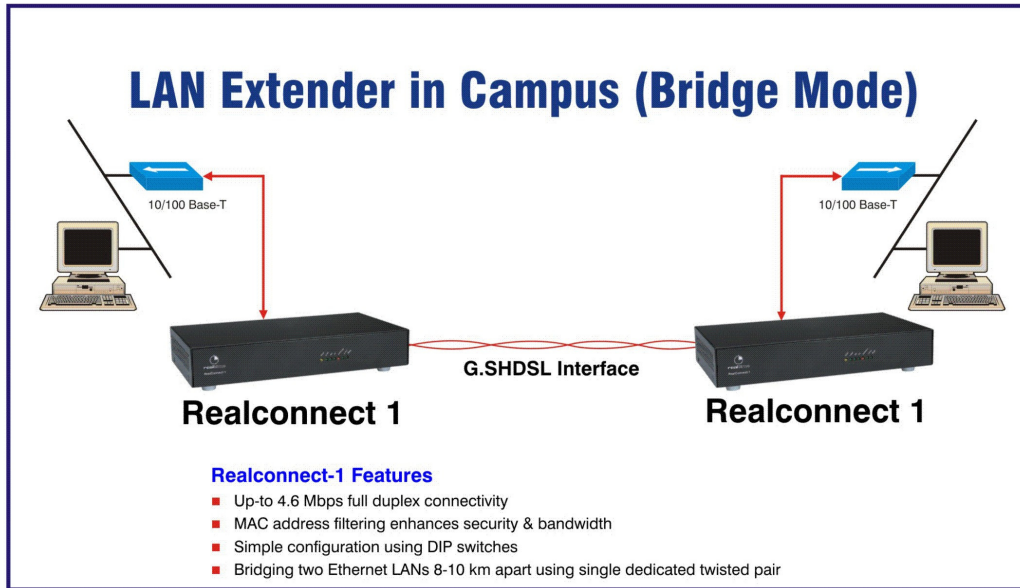 LAN Extender in Campus (Bridge Mode)
10/100 Base-T
10/100 Base-T
G.SHDSL Interface
Realconnect 1
Realconnect 1
Realconnect-1 Features
Up-to 4.6 Mbps full duplex connectivity
MAC address filtering enhances security & bandwidth
Simple configuration using DIP switches
Bridging two Ethernet LANs 8-10 km apart using single dedicated twisted pair